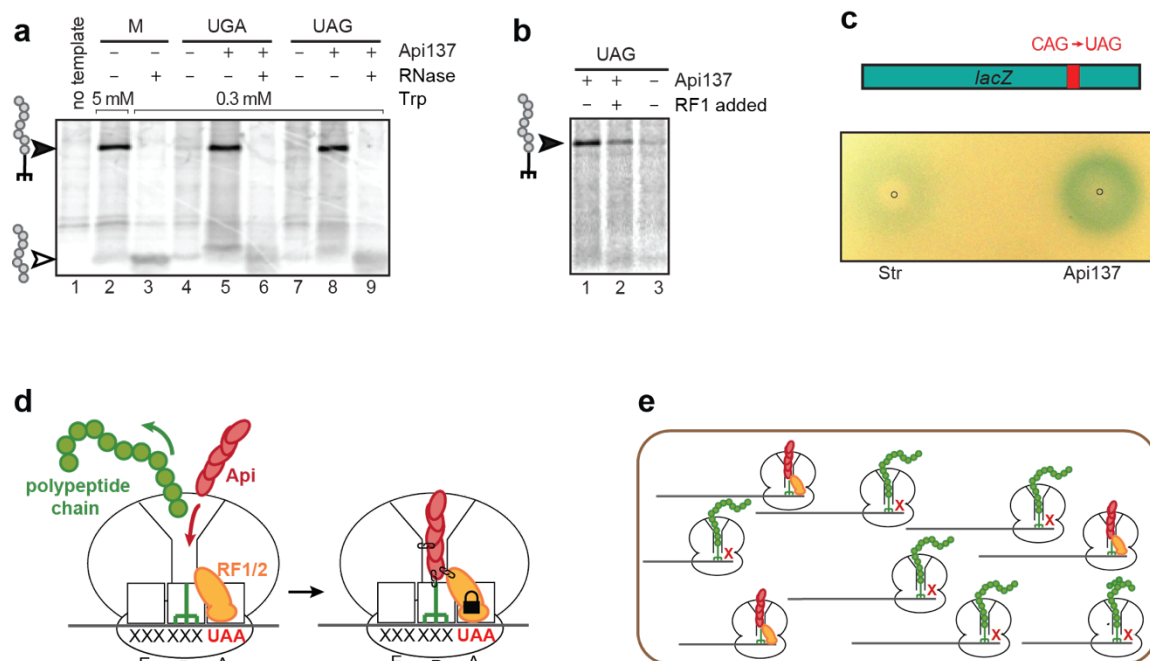 a
no template
M UGA UAG
– – – + + – + + Api137
– + – – + – – + RNase
5 mM 0.3 mM Trp
1 2 3 4 5 6 7 8 9
b
UAG
+ + – Api137
– + – RF1 added
1 2 3
c
CAG→UAG
lacZ
Str Api137
d
polypeptide
chain
Api
RF1/2
XXX XXX UAA
XXX XXX UAA
e
X
X
X
X
X
X